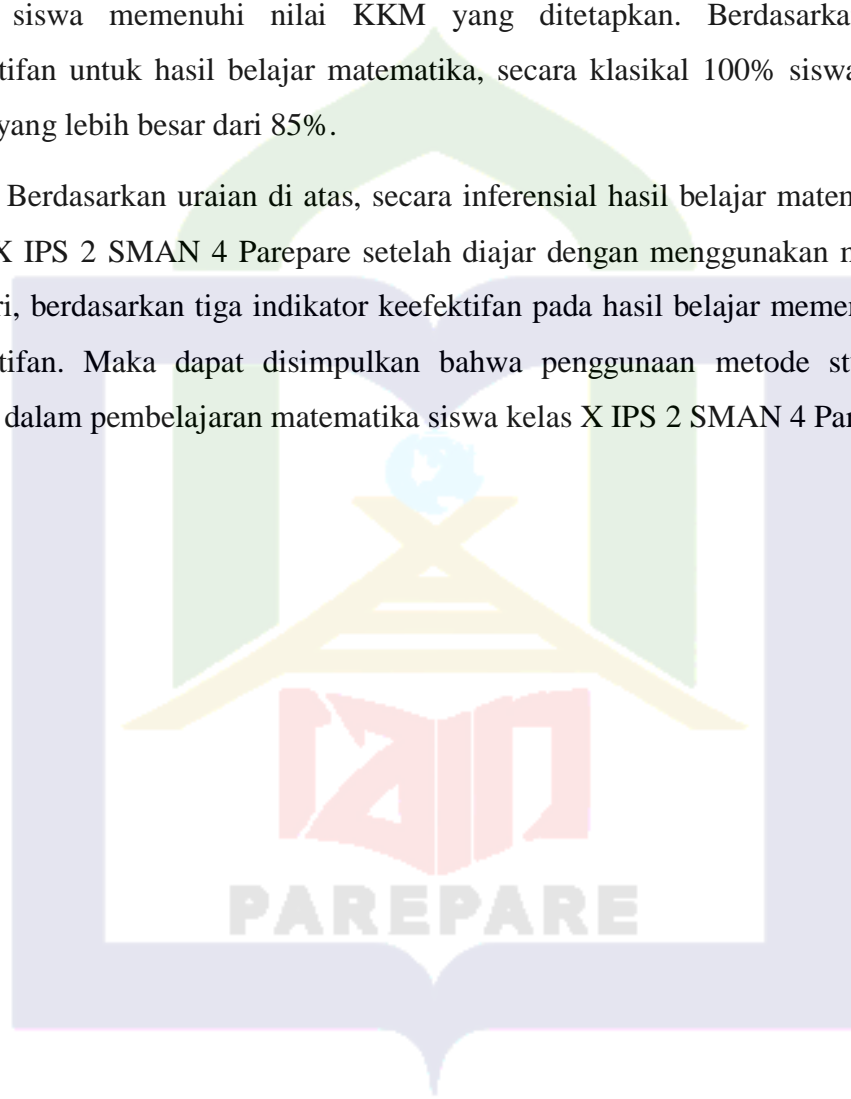 siswa memenuhi nilai KKM yang ditetapkan. Berdasarka
tifan untuk hasil belajar matematika, secara klasikal 100% siswa
yang lebih besar dari 85%.
Berdasarkan uraian di atas, secara inferensial hasil belajar maten
X IPS 2 SMAN 4 Parepare setelah diajar dengan menggunakan n
ri, berdasarkan tiga indikator keefektifan pada hasil belajar memen
tifan. Maka dapat disimpulkan bahwa penggunaan metode st
dalam pembelajaran matematika siswa kelas X IPS 2 SMAN 4 Par
iain
PAREPARE